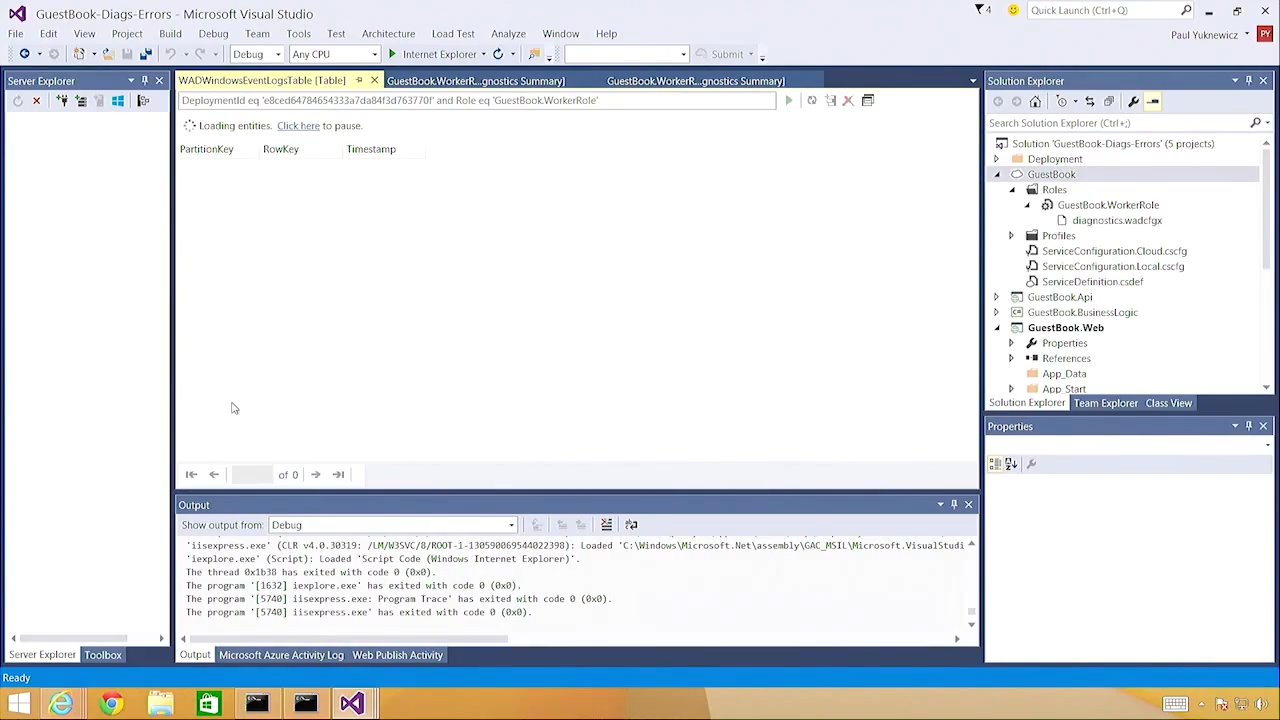 GuestBook-Diags-Errors - Microsoft Visual Studio
4
Quick Launch (Ctrl+Q)
File Edit View Project Build Debug Team Tools Test Architecture Load Test Analyze Window Help
Paul Yuknewicz
PY
Debug
Any CPU
Internet Explorer
Submit
Server Explorer
WADWindowsEventLogsTable [Table]
GuestBook.WorkerR...gnostics Summary)
GuestBook.WorkerR...gnostics Summary)
DeploymentId eq 'e8ced64784654333a7da84f3d763770f' and Role eq 'GuestBook.WorkerRole'
Loading entities. Click here to pause.
PartitionKey RowKey Timestamp
of 0
Output
Show output from: Debug
'iisexpress.exe' (CLR v4.0.30319: /LM/W3SVC/8/ROOT-1-130590069544022398): Loaded 'C:\Windows\Microsoft.Net\assembly\GAC_MSIL\Microsoft.VisualStudi
'iexplore.exe' (Script): Loaded 'Script Code (Windows Internet Explorer)'.
The thread 0x1b38 has exited with code 0 (0x0).
The program '[1632] iexplore.exe' has exited with code 0 (0x0).
The program '[5740] iisexpress.exe: Program Trace' has exited with code 0 (0x0).
The program '[5740] iisexpress.exe' has exited with code 0 (0x0).
Server Explorer Toolbox
Output Microsoft Azure Activity Log Web Publish Activity
Solution Explorer
Search Solution Explorer (Ctrl+;)
Solution 'GuestBook-Diags-Errors' (5 projects)
Deployment
GuestBook
Roles
GuestBook.WorkerRole
diagnostics.wadcfgx
Profiles
ServiceConfiguration.Cloud.cscfg
ServiceConfiguration.Local.cscfg
ServiceDefinition.csdef
GuestBook.Api
GuestBook.BusinessLogic
GuestBook.Web
Properties
References
App_Data
App_Start
Solution Explorer Team Explorer Class View
Properties
Ready